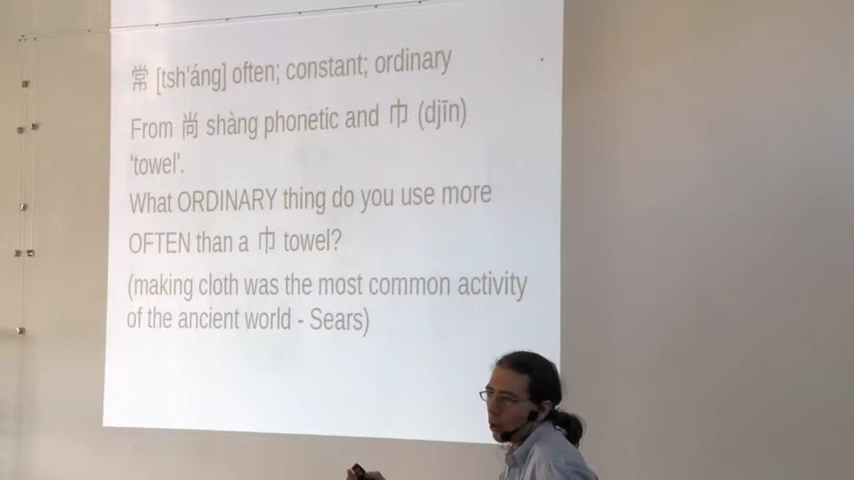 常 [tsh'áng] often; constant; ordinary
From 尚 shàng phonetic and 巾 (djīn)
'towel'.
What ORDINARY thing do you use more
OFTEN than a 巾 towel?
(making cloth was the most common activity
of the ancient world - Sears)